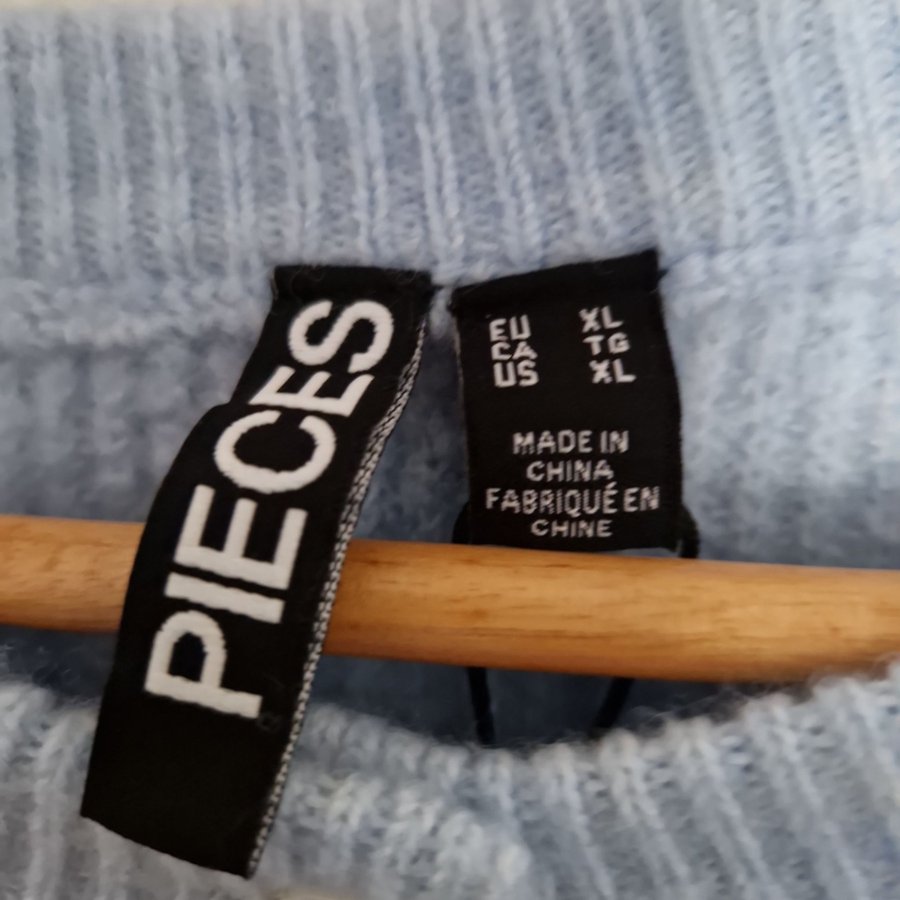 PIECES
EU XL
CA TG
US XL
MADE IN
CHINA
FABRIQUÉ EN
CHINE